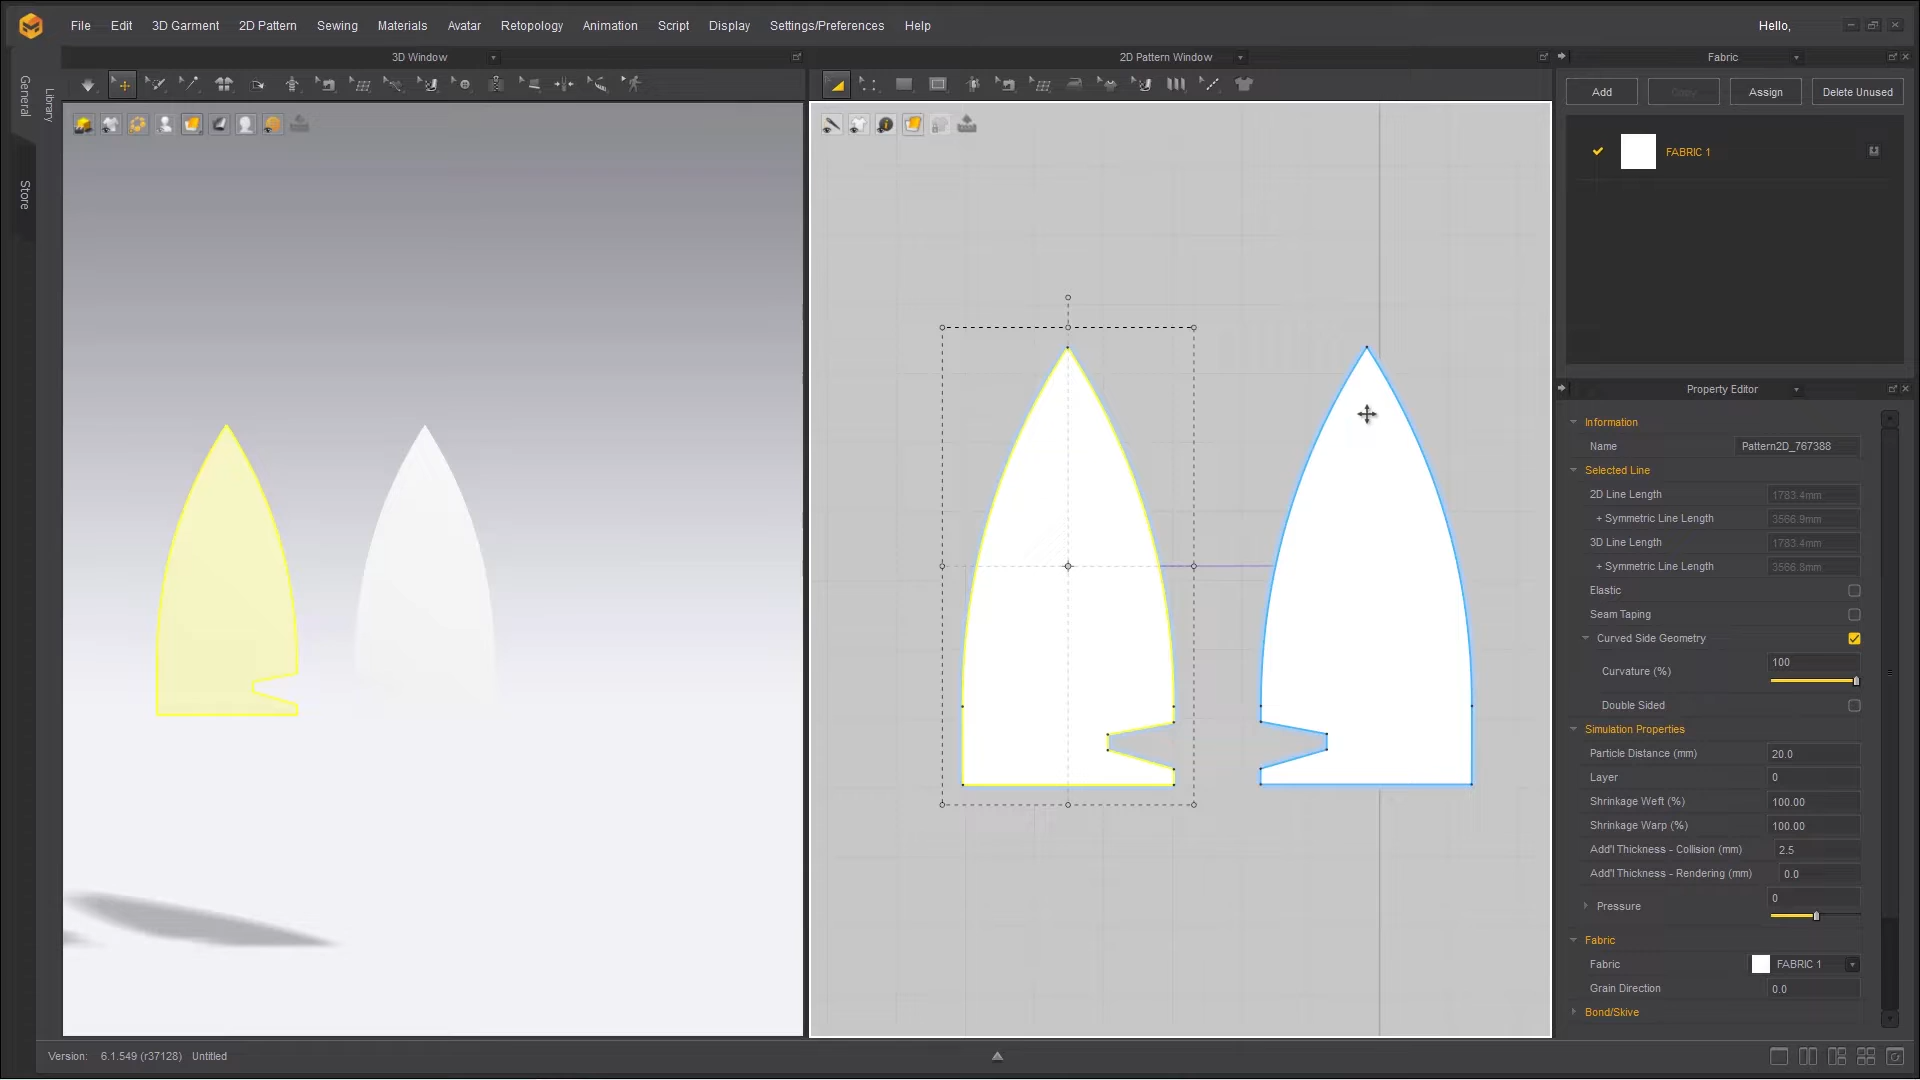 File Edit 3D Garment 2D Pattern Sewing Materials Avatar Retopology Animation Script Display Settings/Preferences Help Hello,
3D Window 2D Pattern Window Fabric
General
Library
Store
Add Copy Assign Delete Unused
FABRIC 1
Property Editor
Information
Name Pattern2D_767388
Selected Line
2D Line Length 1783.4mm
+ Symmetric Line Length 3566.9mm
3D Line Length 1783.4mm
+ Symmetric Line Length 3566.8mm
Elastic
Seam Taping
Curved Side Geometry
Curvature (%) 100
Double Sided
Simulation Properties
Particle Distance (mm) 20.0
Layer 0
Shrinkage Weft (%) 100.00
Shrinkage Warp (%) 100.00
Add'l Thickness - Collision (mm) 2.5
Add'l Thickness - Rendering (mm) 0.0
Pressure 0
Fabric
Fabric FABRIC 1
Grain Direction 0.0
Bond/Skive
Version: 6.1.549 (r37128) Untitled